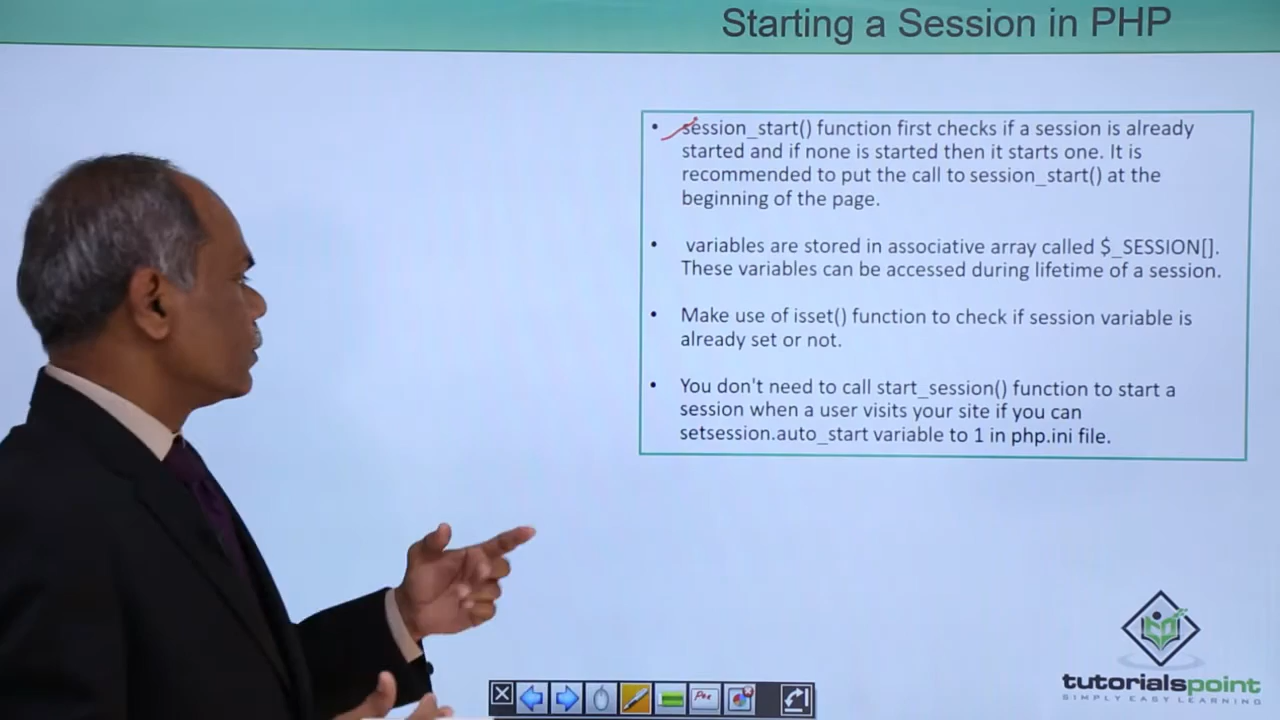 Starting a Session in PHP
• session_start() function first checks if a session is already
started and if none is started then it starts one. It is
recommended to put the call to session_start() at the
beginning of the page.
• variables are stored in associative array called $_SESSION[].
These variables can be accessed during lifetime of a session.
• Make use of isset() function to check if session variable is
already set or not.
• You don't need to call start_session() function to start a
session when a user visits your site if you can
setsession.auto_start variable to 1 in php.ini file.
tutorialspoint
SIMPLY EASY LEARNING